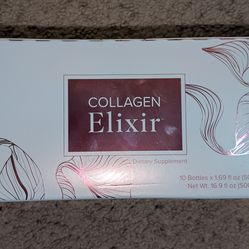 COLLAGEN
Elixir
Dietary Supplement
10 Bottles x 1.69 fl oz
Net Wt. 16.9 fl oz